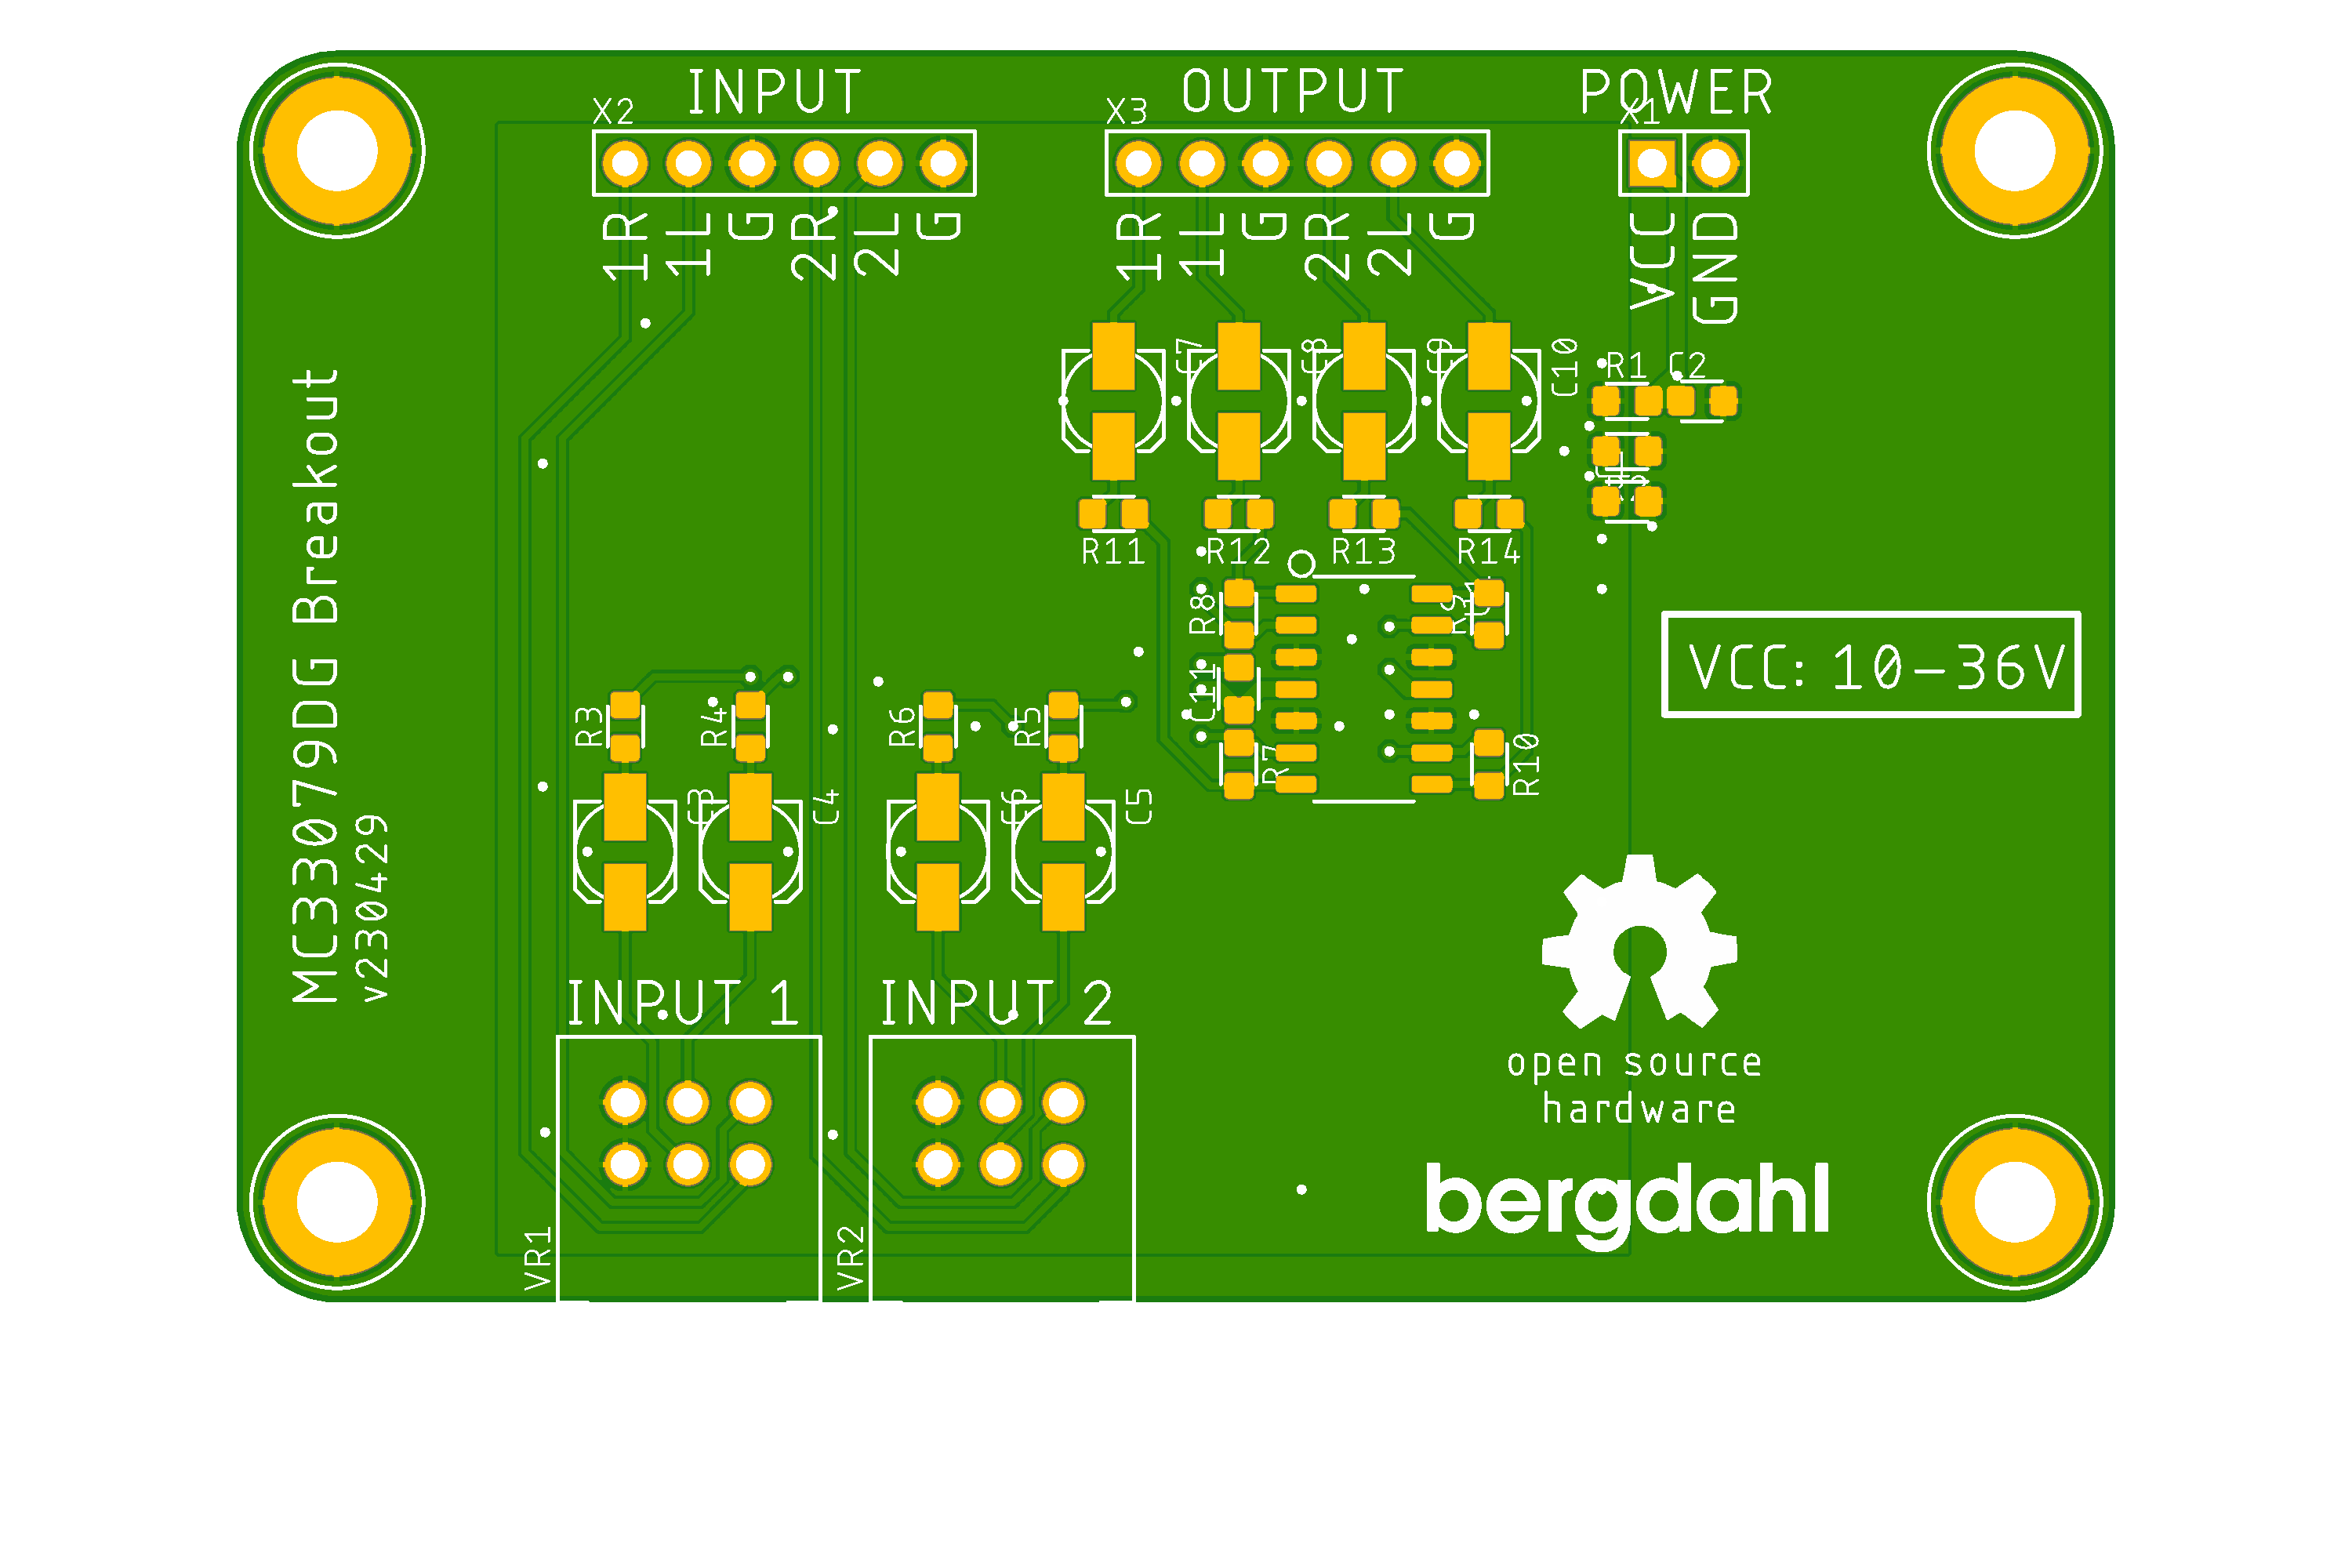 INPUT
OUTPUT
POWER
X2
X3
X1
1R
1L
G
2R
2L
G
1R
1L
G
2R
2L
G
VCC
GND
C7
C8
C9
C10
R1
C2
R11
R12
R13
R14
R8
R9
C11
R7
R10
VCC: 10-36V
MC33079DG Breakout
v230429
R3
R4
R6
R5
C3
C4
C6
C5
INPUT 1
INPUT 2
VR1
VR2
open source
hardware
bergdahl